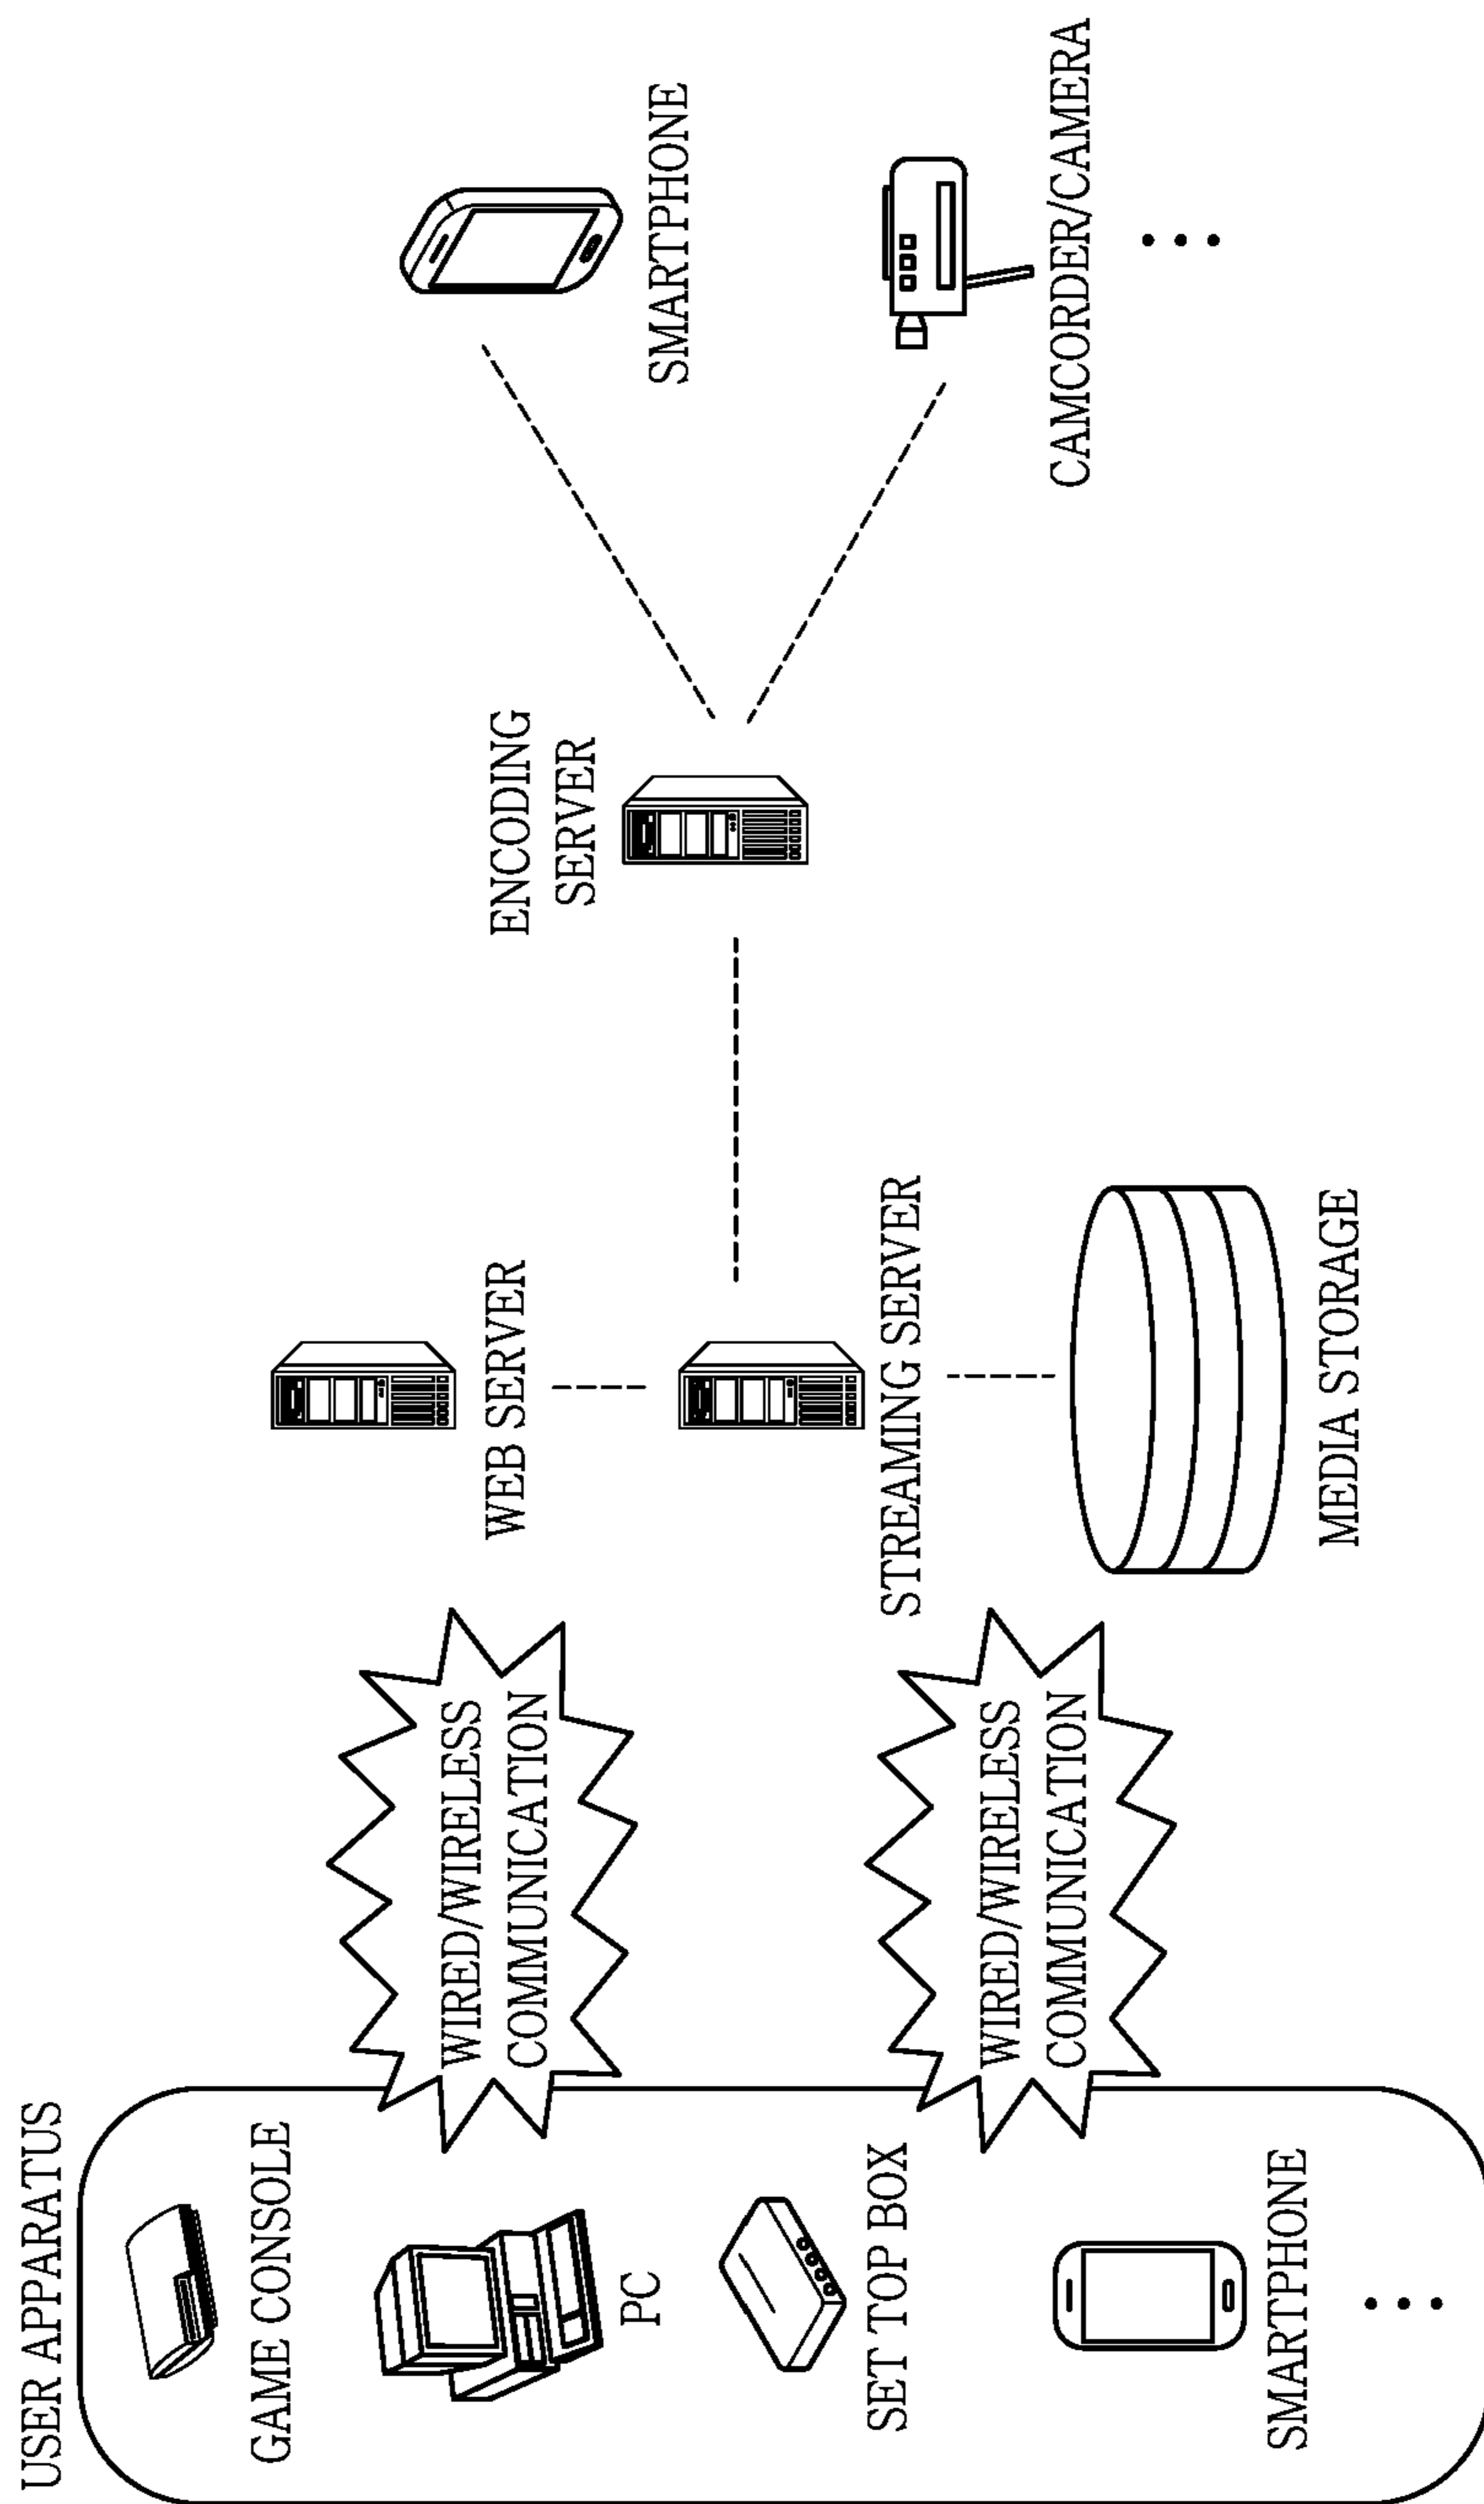 USER APPARATUS
GAME CONSOLE
PC
SET TOP BOX
SMARTPHONE
WIRED/WIRELESS
COMMUNICATION
WIRED/WIRELESS
COMMUNICATION
WEB SERVER
STREAMING SERVER
MEDIA STORAGE
ENCODING
SERVER
SMARTPHONE
CAMCORDER/CAMERA